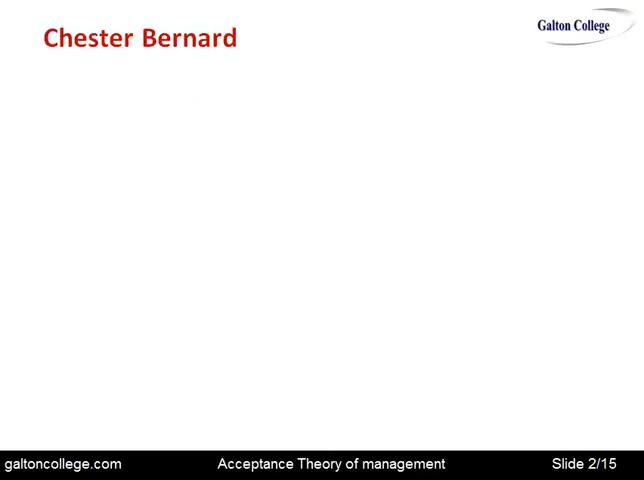 Chester Bernard
Galton College
galtoncollege.com
Acceptance Theory of management
Slide 2/15